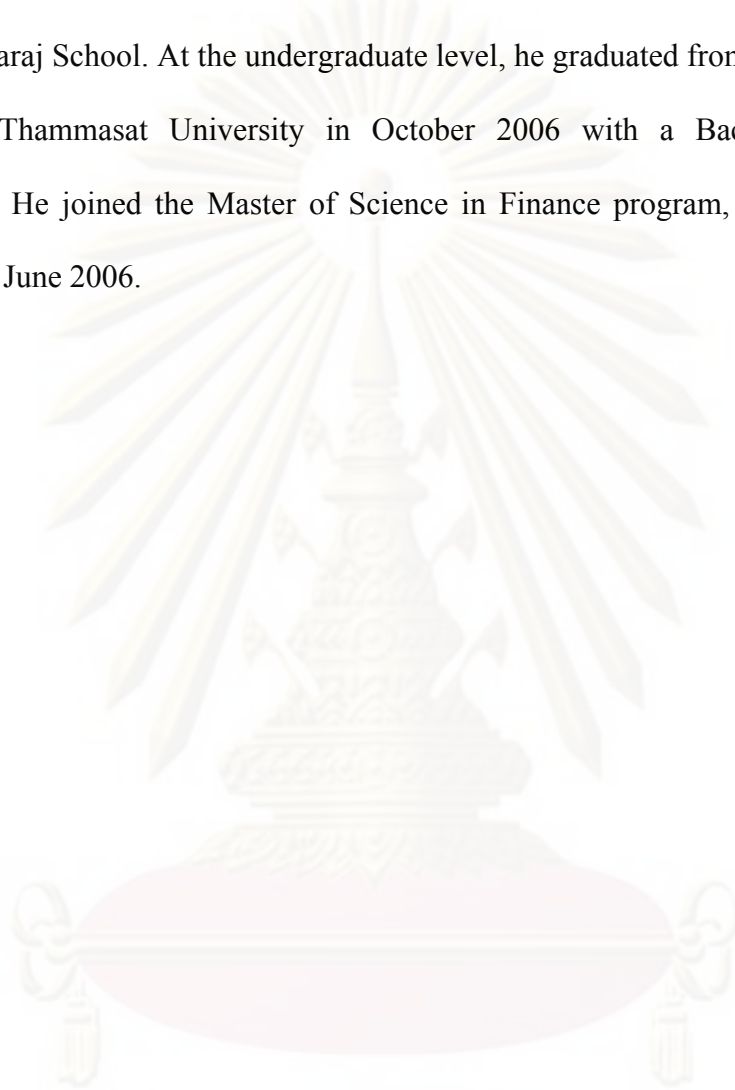 araj School. At the undergraduate level, he graduated from
Thammasat University in October 2006 with a
He joined the Master of Science in Finance program,
June 2006.